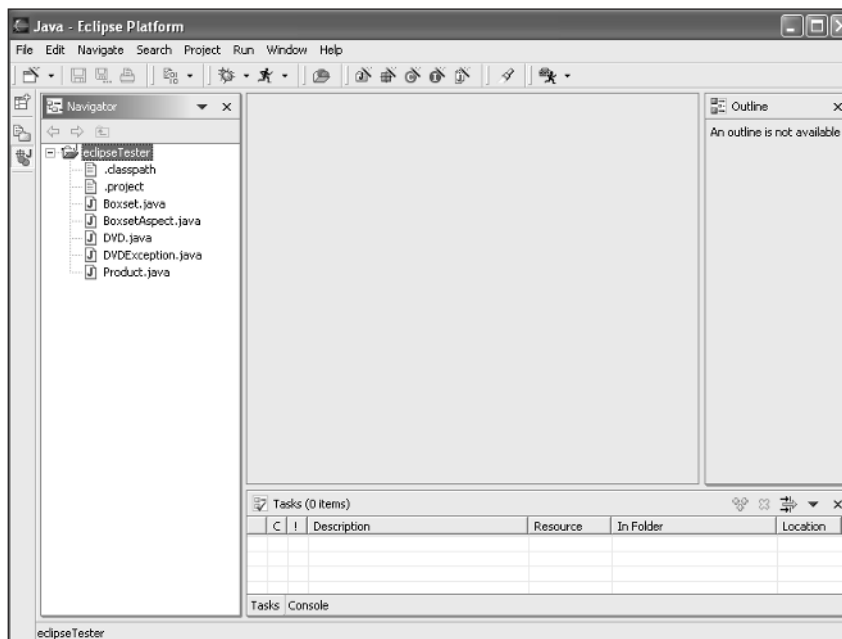 Java - Eclipse Platform
File Edit Navigate Search Project Run Window Help
Navigator
eclipseTester
.classpath
.project
Boxset.java
BoxsetAspect.java
DVD.java
DVDException.java
Product.java
Outline
An outline is not available
Tasks (0 items)
C ! Description Resource In Folder Location
Tasks Console
eclipseTester